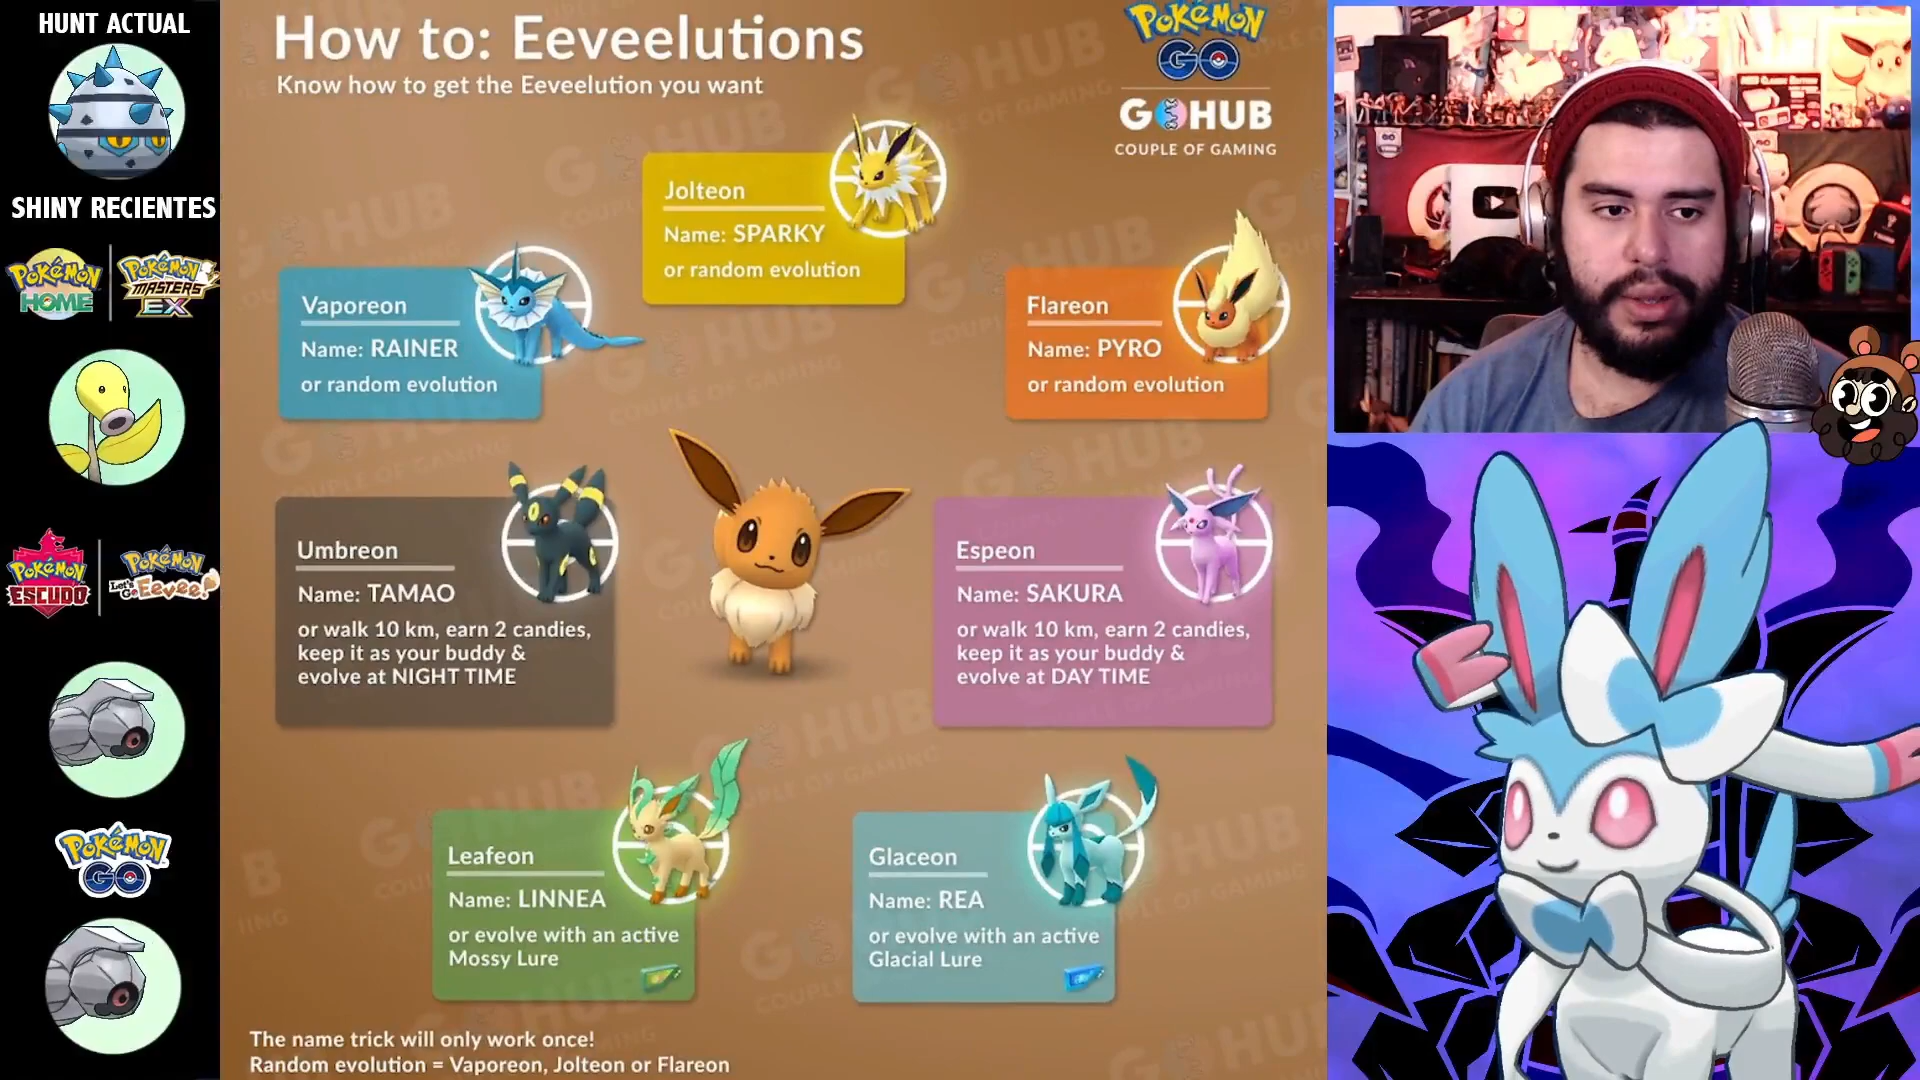 HUNT ACTUAL
SHINY RECIENTES
POKÉMON
HOME
POKÉMON
MASTERS
EX
POKÉMON
ESCUDO
POKÉMON
Let's Go Eevee!
POKÉMON
GO
How to: Eeveelutions
Know how to get the Eeveelution you want
POKÉMON
GO
GOHUB
COUPLE OF GAMING
Jolteon
Name: SPARKY
or random evolution
Vaporeon
Name: RAINER
or random evolution
Flareon
Name: PYRO
or random evolution
Umbreon
Name: TAMAO
or walk 10 km, earn 2 candies,
keep it as your buddy &
evolve at NIGHT TIME
Espeon
Name: SAKURA
or walk 10 km, earn 2 candies,
keep it as your buddy &
evolve at DAY TIME
Leafeon
Name: LINNEA
or evolve with an active
Mossy Lure
Glaceon
Name: REA
or evolve with an active
Glacial Lure
The name trick will only work once!
Random evolution = Vaporeon, Jolteon or Flareon